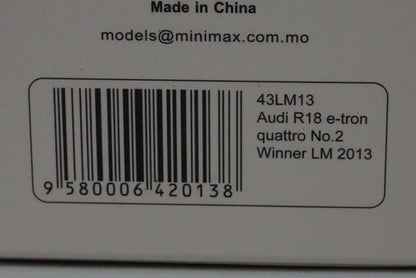 Made in China
models@minimax.com.mo
43LM13
Audi R18 e-tron
quattro No.2
Winner LM 2013
9 580006 420138